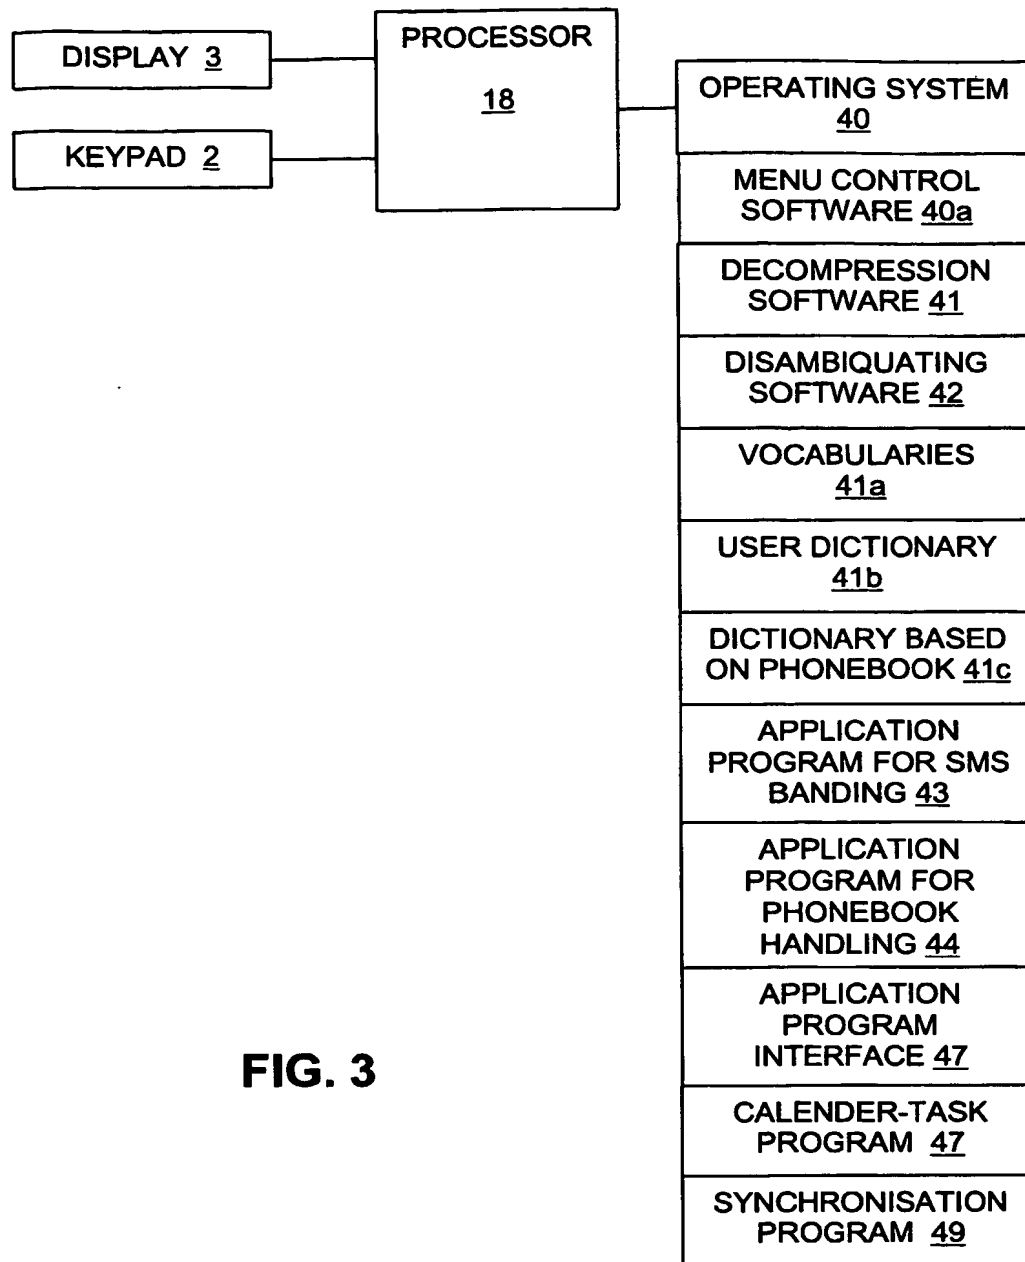 DISPLAY 3
KEYPAD 2
PROCESSOR
18
OPERATING SYSTEM
40
MENU CONTROL
SOFTWARE 40a
DECOMPRESSION
SOFTWARE 41
DISAMBIQUATING
SOFTWARE 42
VOCABULARIES
41a
USER DICTIONARY
41b
DICTIONARY BASED
ON PHONEBOOK 41c
APPLICATION
PROGRAM FOR SMS
BANDING 43
APPLICATION
PROGRAM FOR
PHONEBOOK
HANDLING 44
APPLICATION
PROGRAM
INTERFACE 47
CALENDER-TASK
PROGRAM 47
SYNCHRONISATION
PROGRAM 49
FIG. 3